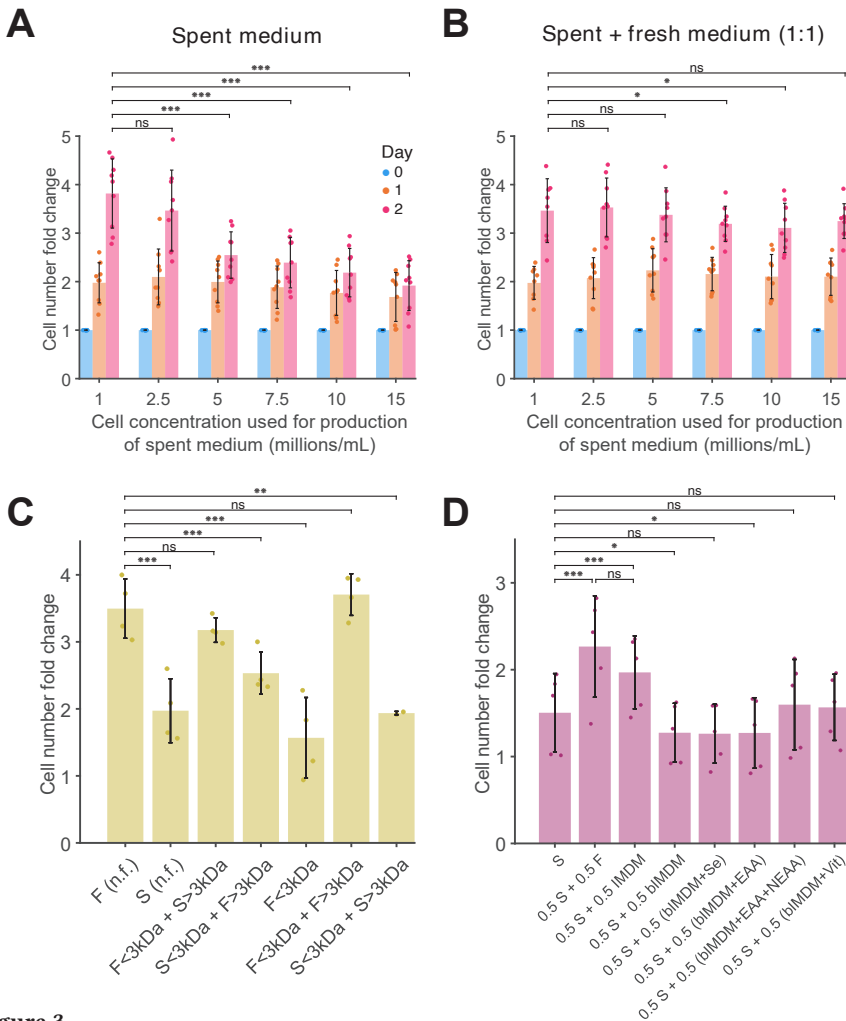 A
Spent medium
***
***
***
***
ns
Day
0
1
2
Cell number fold change
5
4
3
2
1
0
1 2.5 5 7.5 10 15
Cell concentration used for production
of spent medium (millions/mL)
B
Spent + fresh medium (1:1)
ns
*
*
ns
ns
Cell number fold change
5
4
3
2
1
0
1 2.5 5 7.5 10 15
Cell concentration used for production
of spent medium (millions/mL)
C
**
ns
***
***
ns
***
Cell number fold change
4
3
2
1
0
F (n.f.)
S (n.f.)
F<3kDa + S>3kDa
S<3kDa + F>3kDa
F<3kDa
F<3kDa + F>3kDa
S<3kDa + S>3kDa
D
ns
ns
*
ns
*
***
*** ns
Cell number fold change
3
2
1
0
S
0.5 S + 0.5 F
0.5 S + 0.5 IMDM
0.5 S + 0.5 bIMDM
0.5 S + 0.5 (bIMDM+Se)
0.5 S + 0.5 (bIMDM+EAA)
0.5 S + 0.5 (bIMDM+EAA+NEAA)
0.5 S + 0.5 (bIMDM+Vit)